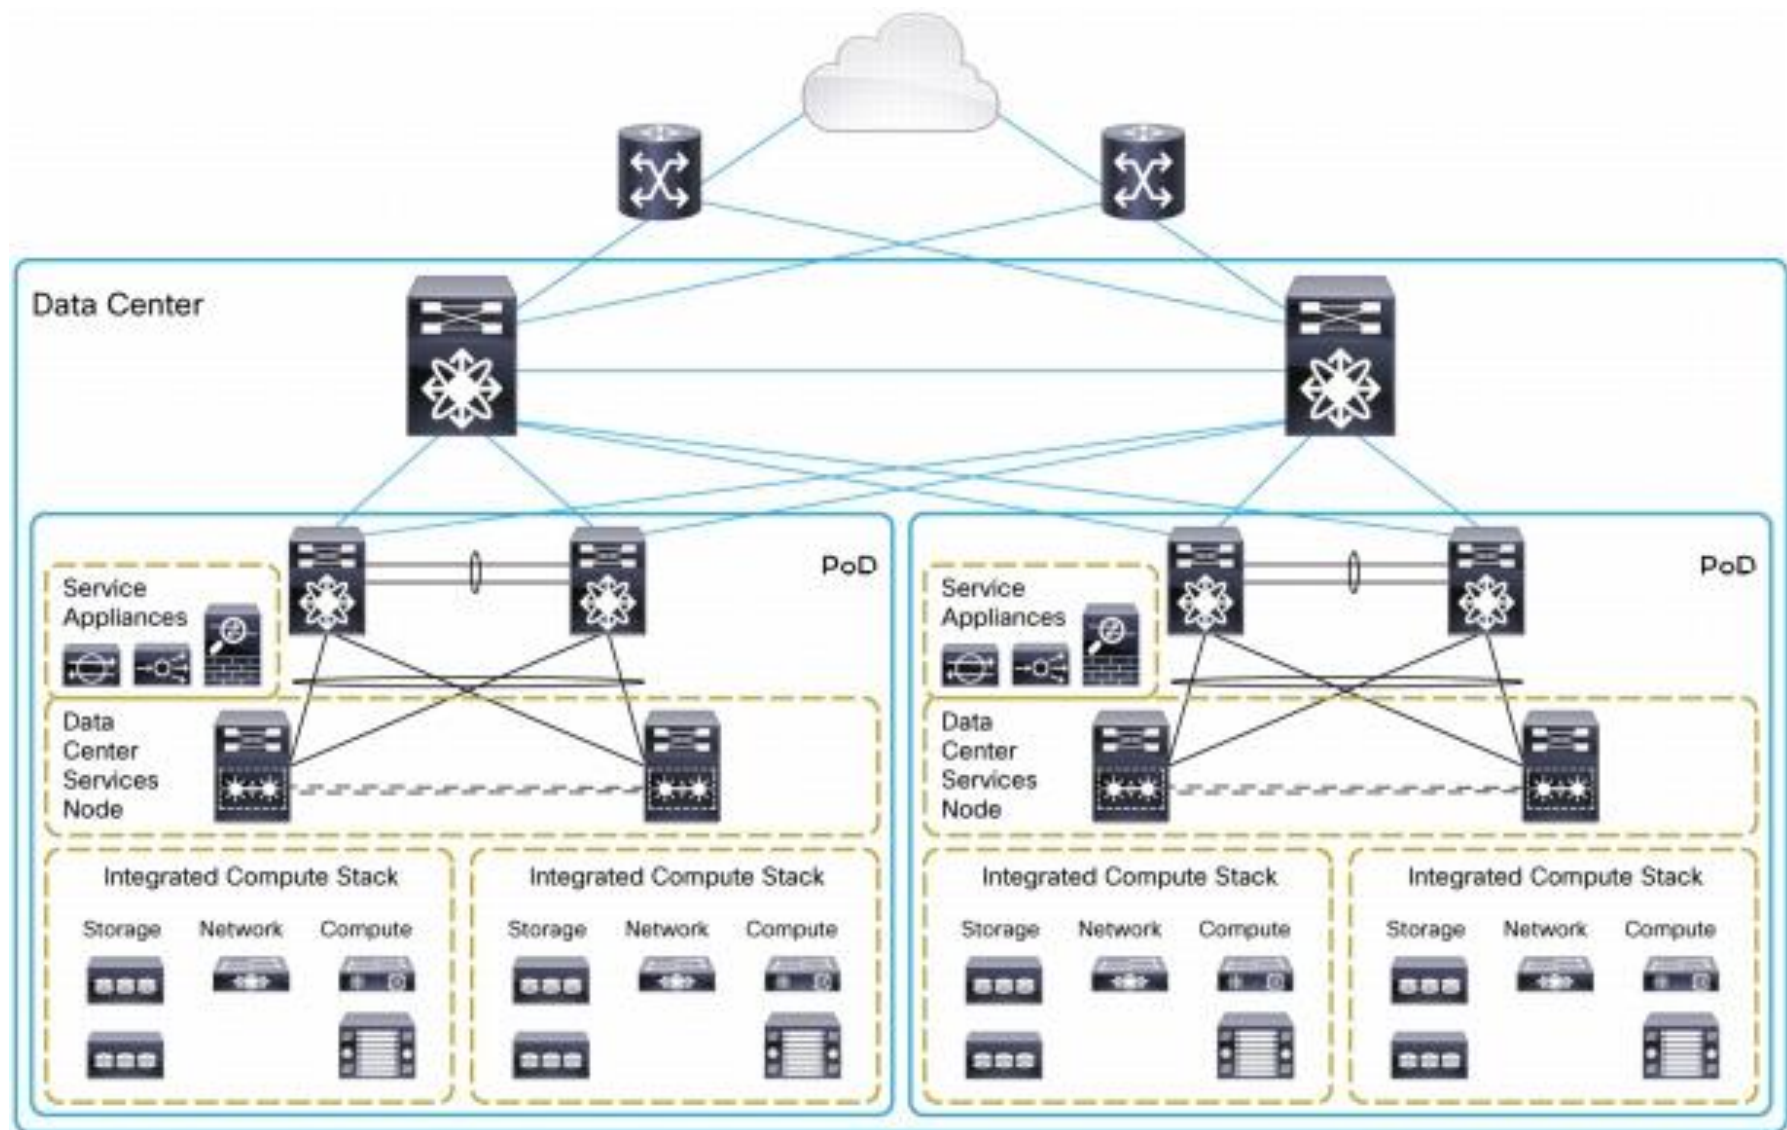 Data Center
PoD
Service
Appliances
Data
Center
Services
Node
Integrated Compute Stack
Storage Network Compute
Integrated Compute Stack
Storage Network Compute
PoD
Service
Appliances
Data
Center
Services
Node
Integrated Compute Stack
Storage Network Compute
Integrated Compute Stack
Storage Network Compute